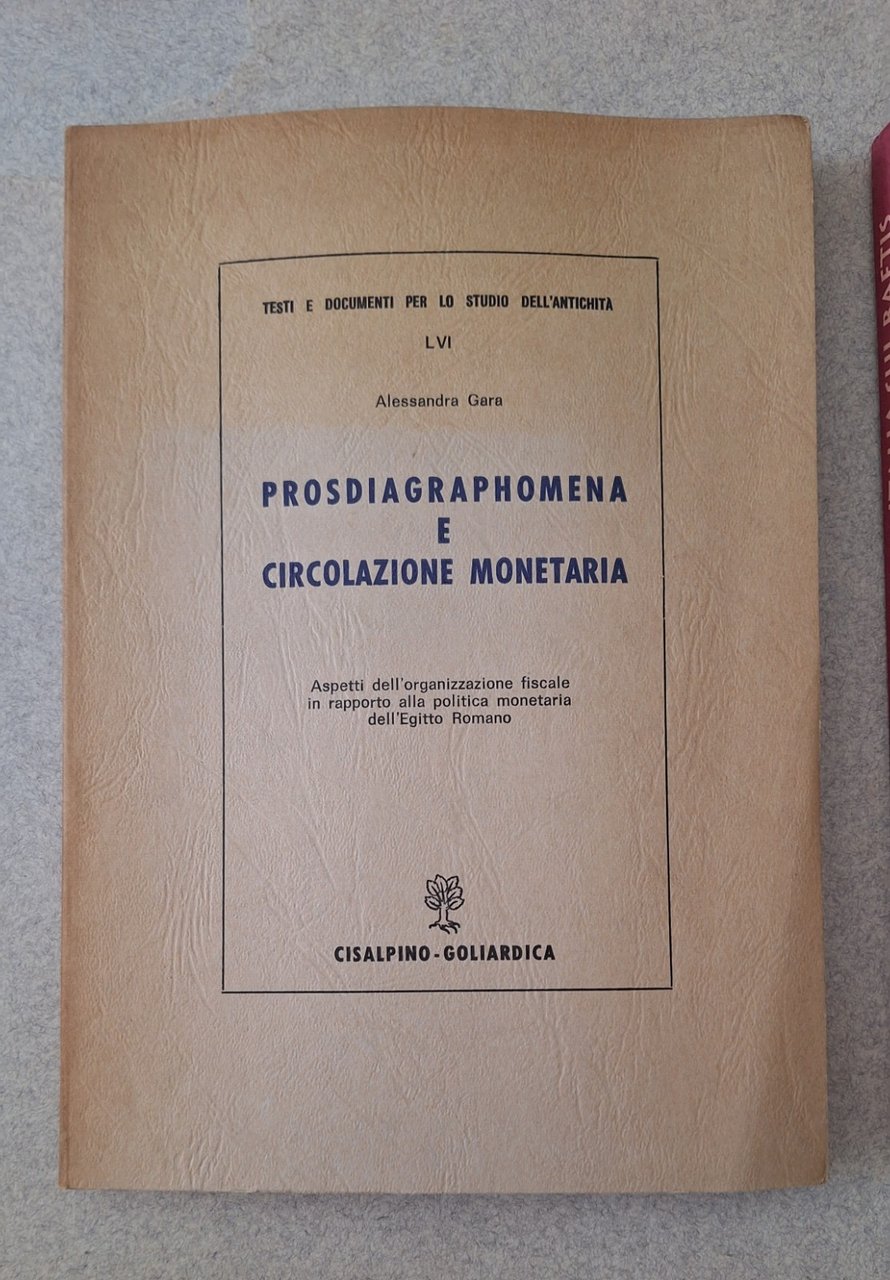 TESTI E DOCUMENTI PER LO STUDIO DELL'ANTICHITÀ
LVI
Alessandra Gara
PROSDIAGRAPHOMENA
E
CIRCOLAZIONE MONETARIA
Aspetti dell'organizzazione fiscale
in rapporto alla politica monetaria
dell'Egitto Romano
CISALPINO-GOLIARDICA